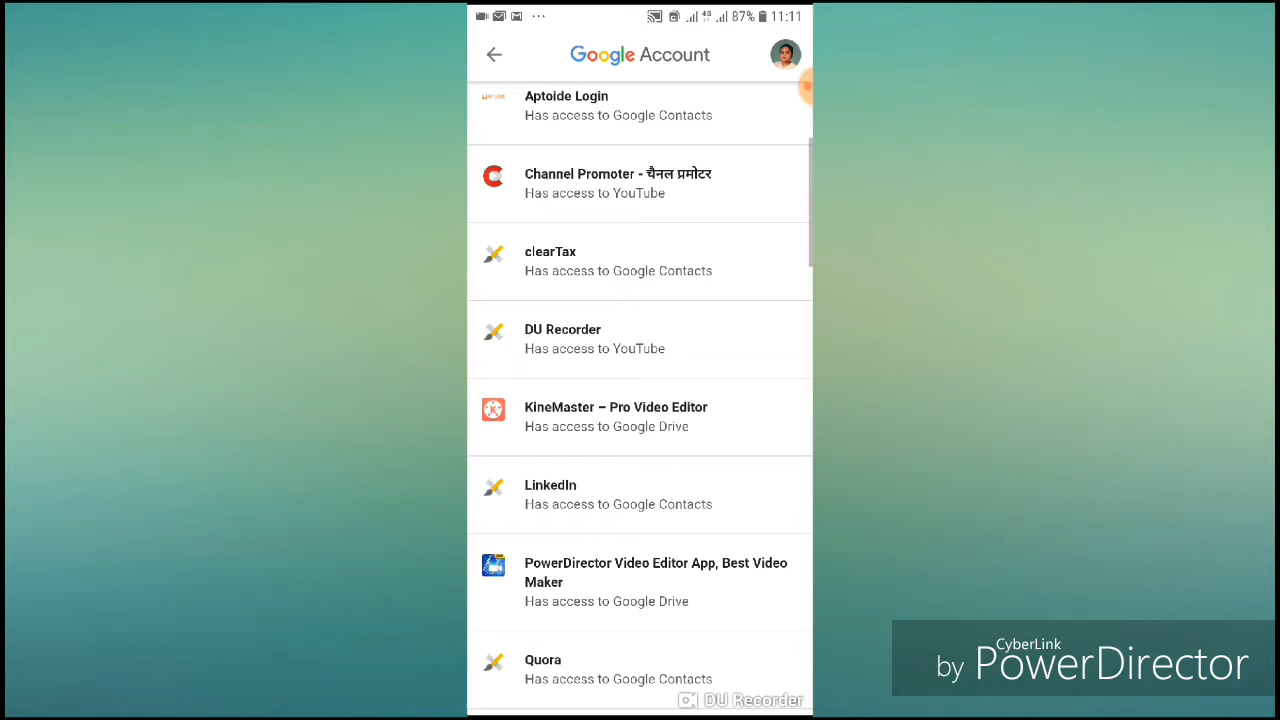 ... 4G 87% 11:11
Google Account
Aptoide Login
Has access to Google Contacts
Channel Promoter - चैनल प्रमोटर
Has access to YouTube
clearTax
Has access to Google Contacts
DU Recorder
Has access to YouTube
KineMaster – Pro Video Editor
Has access to Google Drive
LinkedIn
Has access to Google Contacts
PowerDirector Video Editor App, Best Video
Maker
Has access to Google Drive
Quora
Has access to Google Contacts
DU Recorder
CyberLink
by PowerDirector